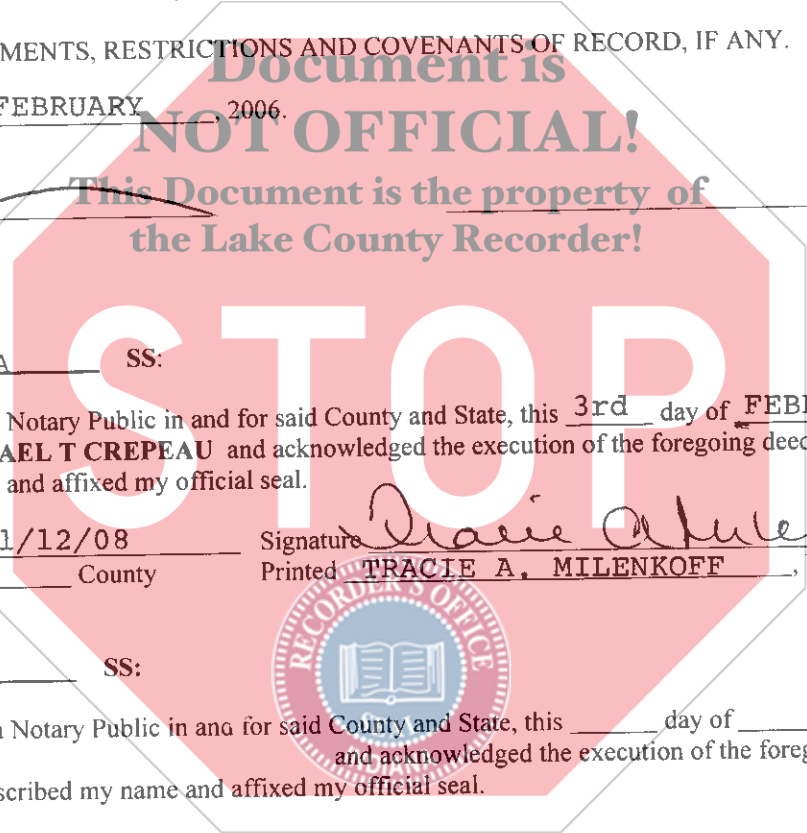 MENTS, RESTRICTIONS AND COVENANTS OF RECORD, IF ANY.
Document is
FEBRUARY , 2006.
NOT OFFICIAL!
This Document is the property of
the Lake County Recorder!
STOP
A SS:
Notary Public in and for said County and State, this 3rd day of FEB
AEL T CREPEAU and acknowledged the execution of the foregoing deed
and affixed my official seal.
1/12/08 Signature Tracie A
County Printed TRACIE A. MILENKOFF ,
RECORDER'S OFFICE
SS:
Notary Public in and for said County and State, this day of
and acknowledged the execution of the foreg
INDIANA
scribed my name and affixed my official seal.